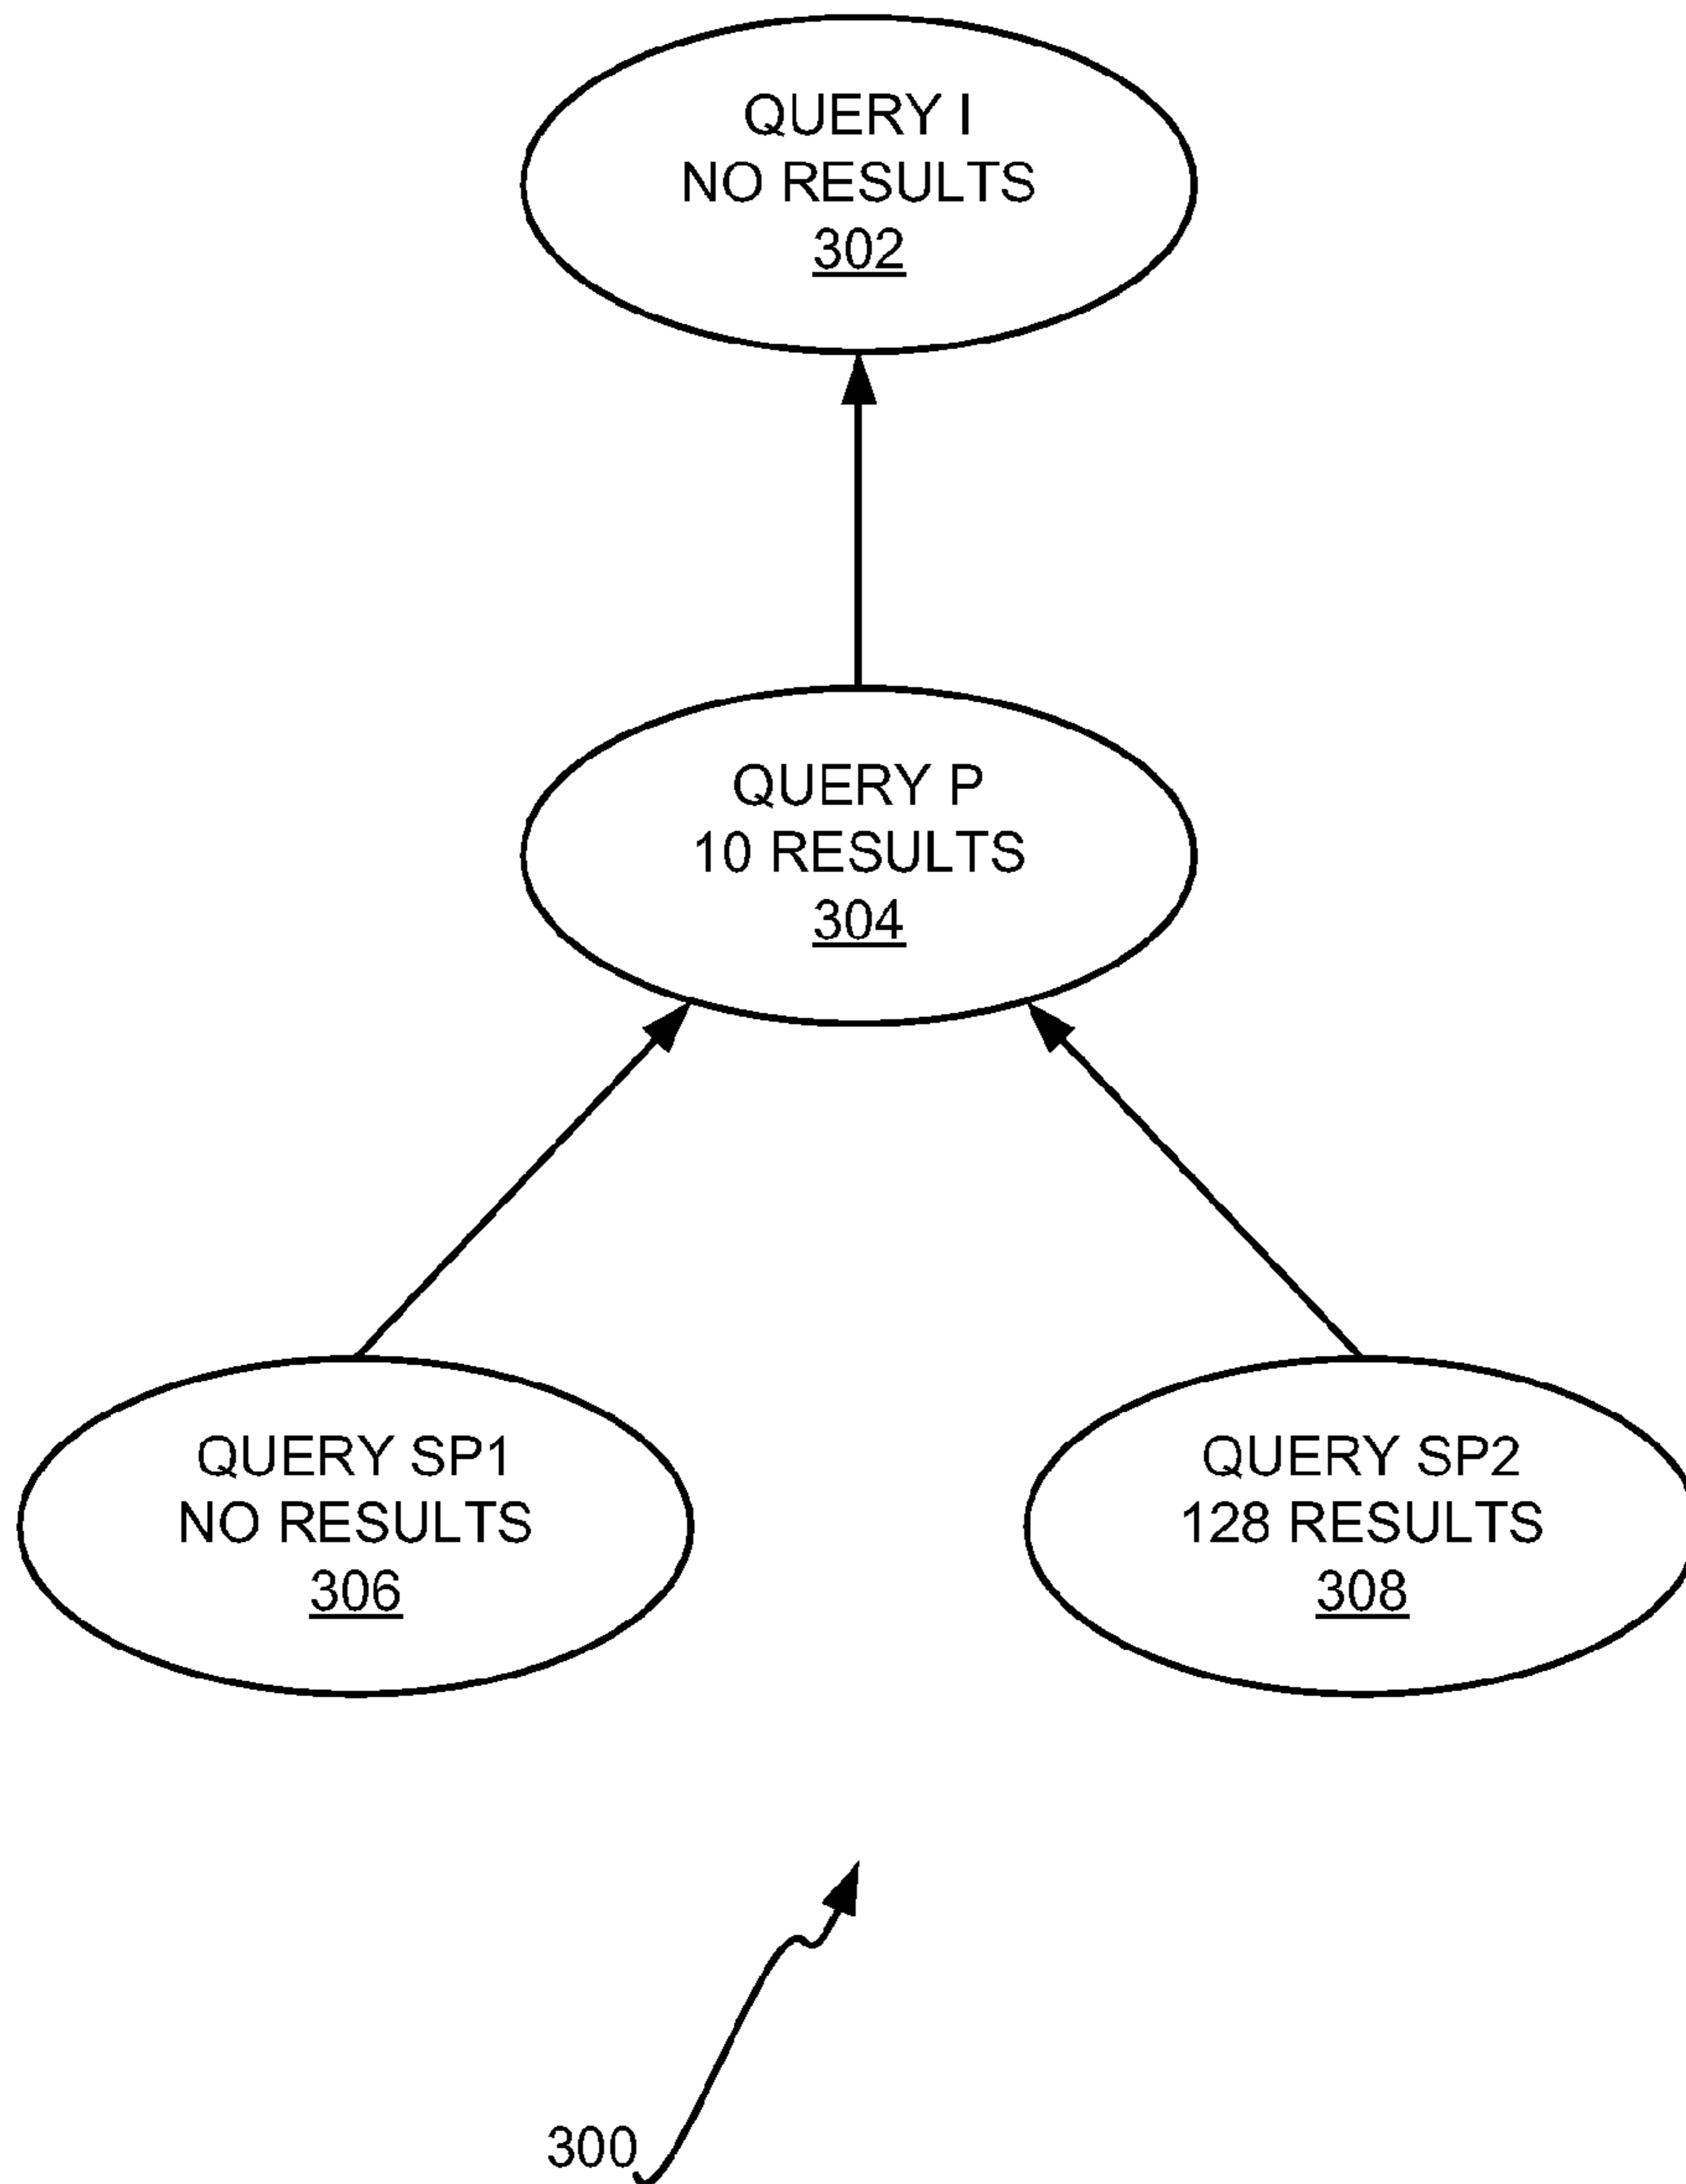 QUERY I
NO RESULTS
302
QUERY P
10 RESULTS
304
QUERY SP1
NO RESULTS
306
QUERY SP2
128 RESULTS
308
300